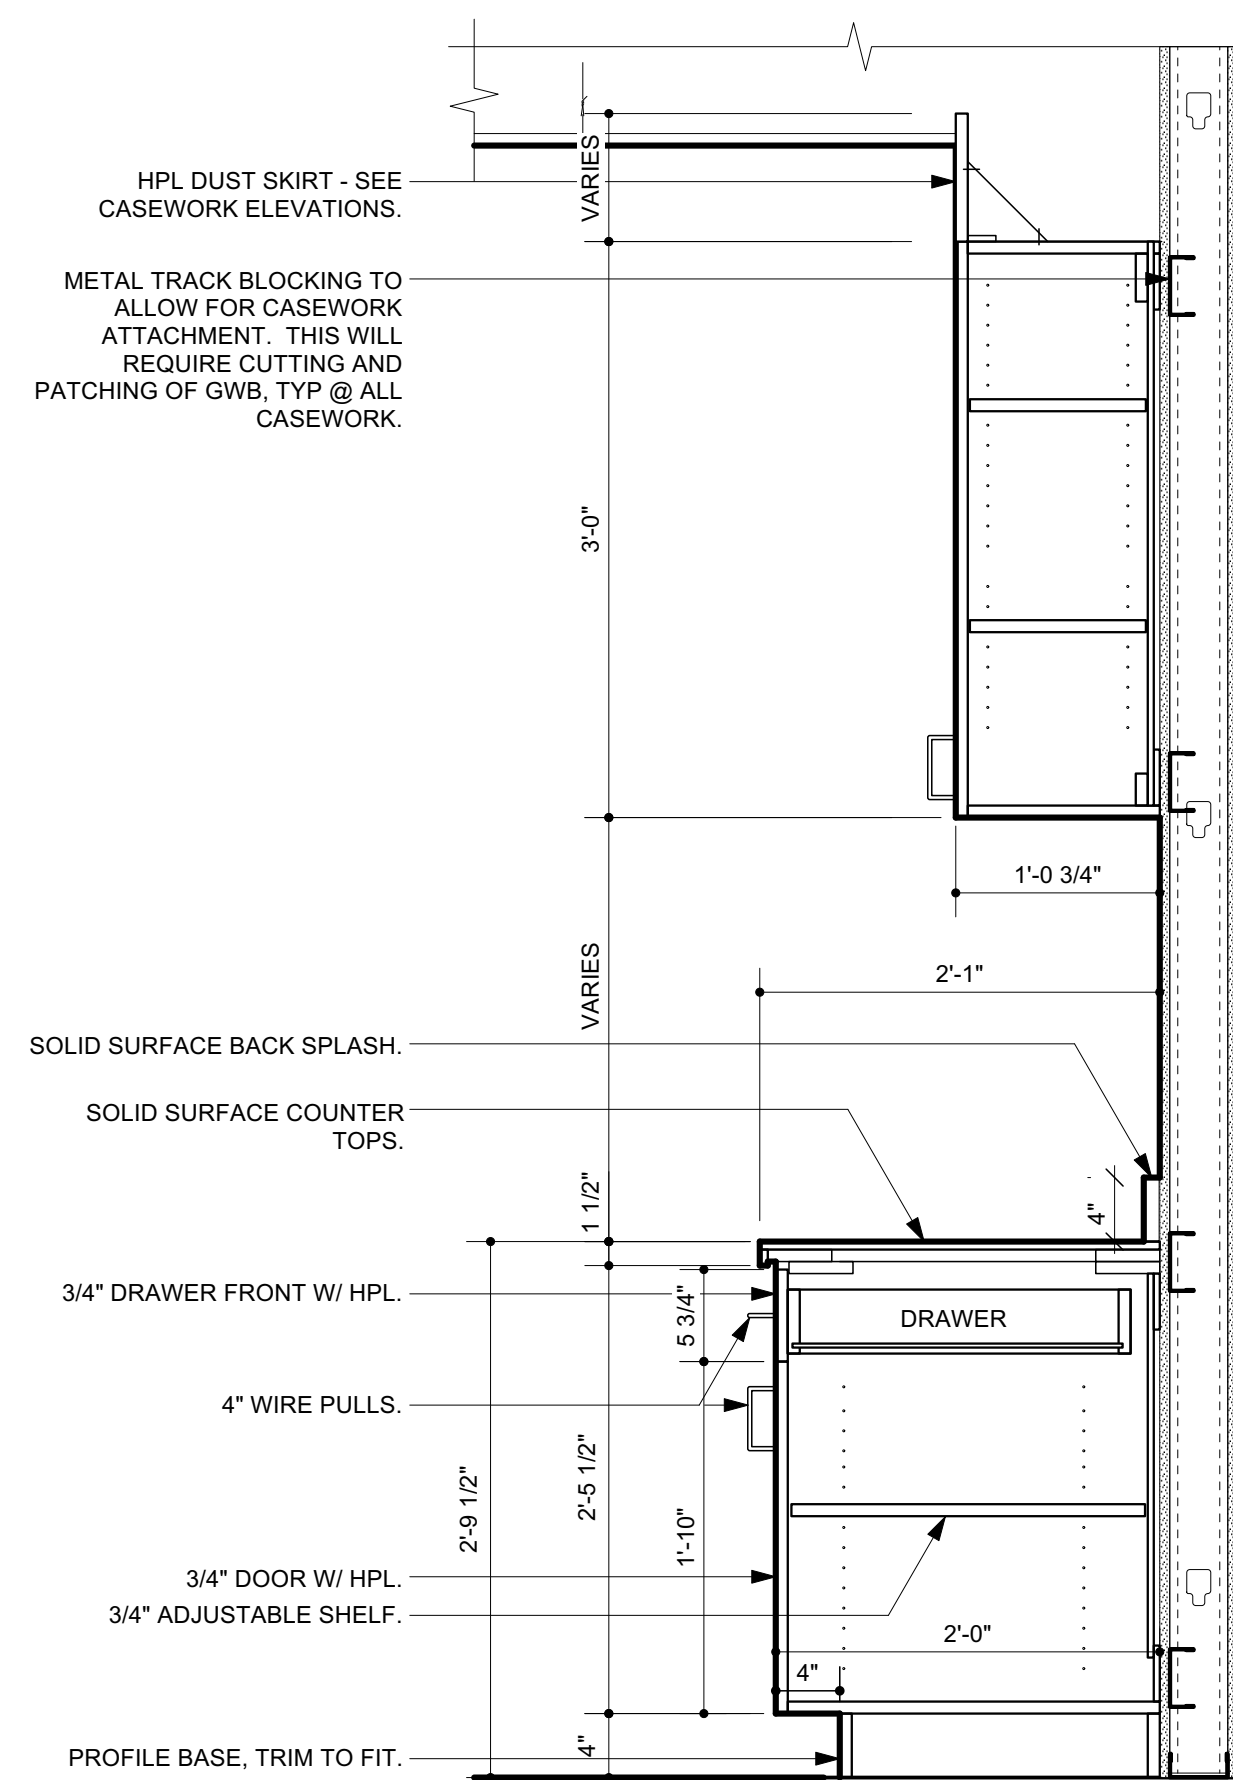 VARIES
HPL DUST SKIRT - SEE
CASEWORK ELEVATIONS.
METAL TRACK BLOCKING TO
ALLOW FOR CASEWORK
ATTACHMENT.  THIS WILL
REQUIRE CUTTING AND
PATCHING OF GWB, TYP @ ALL
CASEWORK.
3'-0"
1'-0 3/4"
VARIES
2'-1"
SOLID SURFACE BACK SPLASH.
SOLID SURFACE COUNTER
TOPS.
1 1/2"
4"
3/4" DRAWER FRONT W/ HPL.
5 3/4"
DRAWER
4" WIRE PULLS.
2'-9 1/2"
2'-5 1/2"
1'-10"
3/4" DOOR W/ HPL.
3/4" ADJUSTABLE SHELF.
2'-0"
4"
4"
PROFILE BASE, TRIM TO FIT.